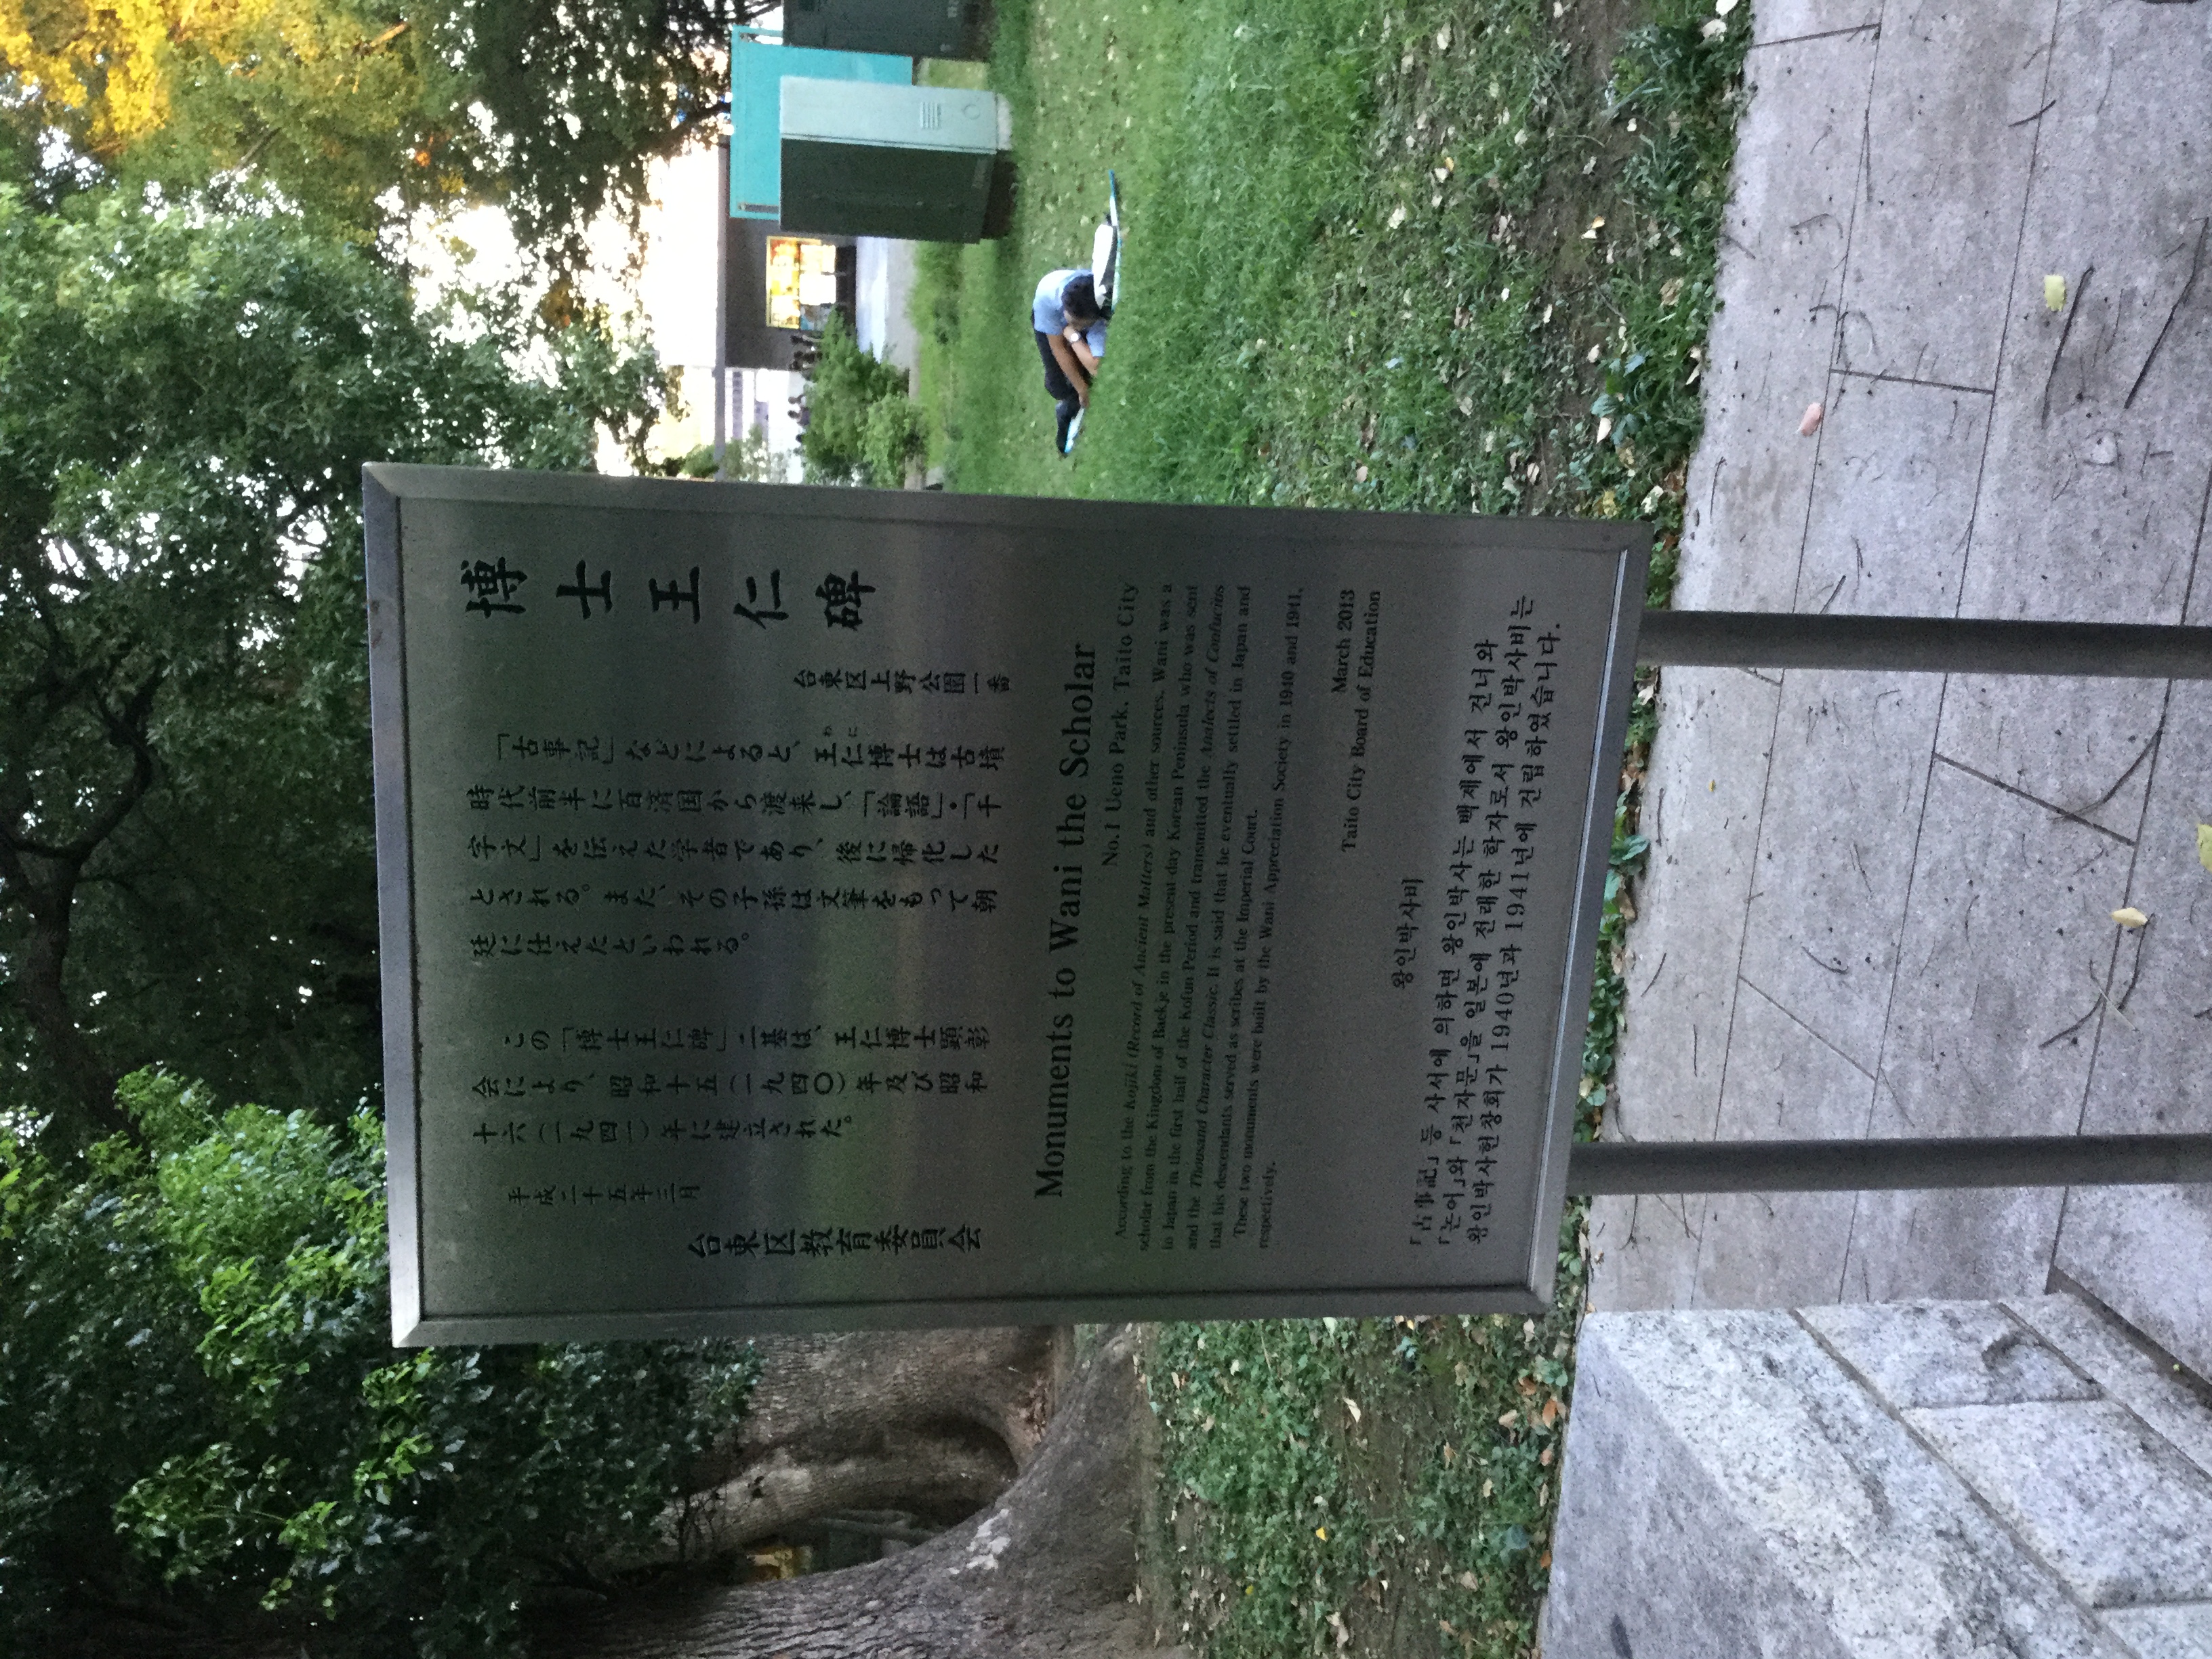 博士王仁碑
台東区上野公園一番
『古事記』などによると、王仁博士は古墳
時代前半に百済国から渡来し、『論語』・『千
字文』を伝えた学者であり、後に帰化した
とされる。また、その子孫は文筆をもって朝
廷に仕えたといわれる。
この「博士王仁碑」二基は、王仁博士顕彰
会により、昭和十五(一九四〇)年及び昭和
十六(一九四一)年に建立された。
平成二十五年三月
台東区教育委員会
Monuments to Wani the Scholar
No.1 Ueno Park. Taito City
According to the Kojiki (Record of Ancient Matters) and other sources, Wani was a
scholar from the Kingdom of Baekje in the present-day Korean Peninsula who was sent
to Japan in the first half of the Kofun Period and transmitted the Analects of Confucius
and the Thousand Character Classic. It is said that he eventually settled in Japan and
that his descendants served as scribes at the Imperial Court.
These two monuments were built by the Wani Appreciation Society in 1940 and 1941,
respectively.
March 2013
Taito City Board of Education
왕인박사비
「古事記」등 사서에 의하면 왕인박사는 백제에서 건너와
「논어」와「천자문」을 일본에 전래한 학자로서 왕인박사비는
왕인박사현창회가 1940년과 1941년에 건립하였습니다.